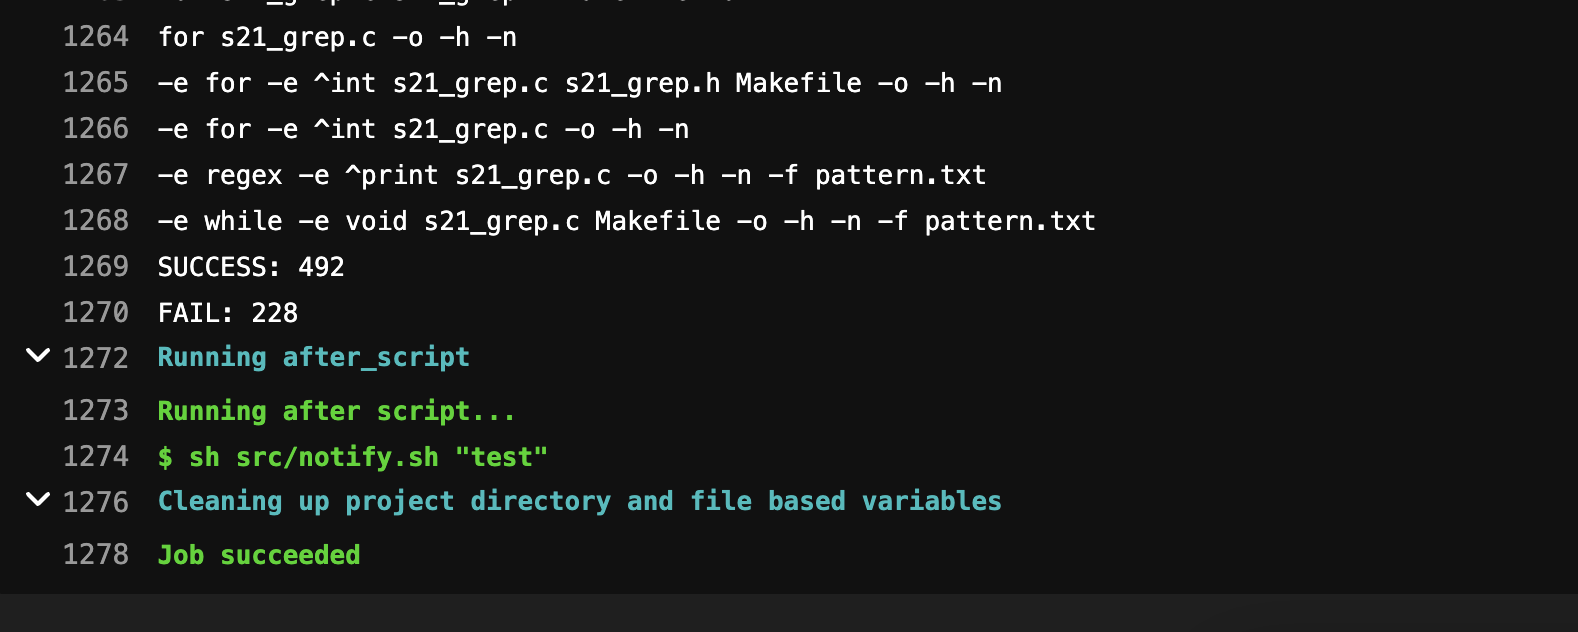 1264 for s21_grep.c -o -h -n
1265 -e for -e ^int s21_grep.c s21_grep.h Makefile -o -h -n
1266 -e for -e ^int s21_grep.c -o -h -n
1267 -e regex -e ^print s21_grep.c -o -h -n -f pattern.txt
1268 -e while -e void s21_grep.c Makefile -o -h -n -f pattern.txt
1269 SUCCESS: 492
1270 FAIL: 228
1272 Running after_script
1273 Running after script...
1274 $ sh src/notify.sh "test"
1276 Cleaning up project directory and file based variables
1278 Job succeeded